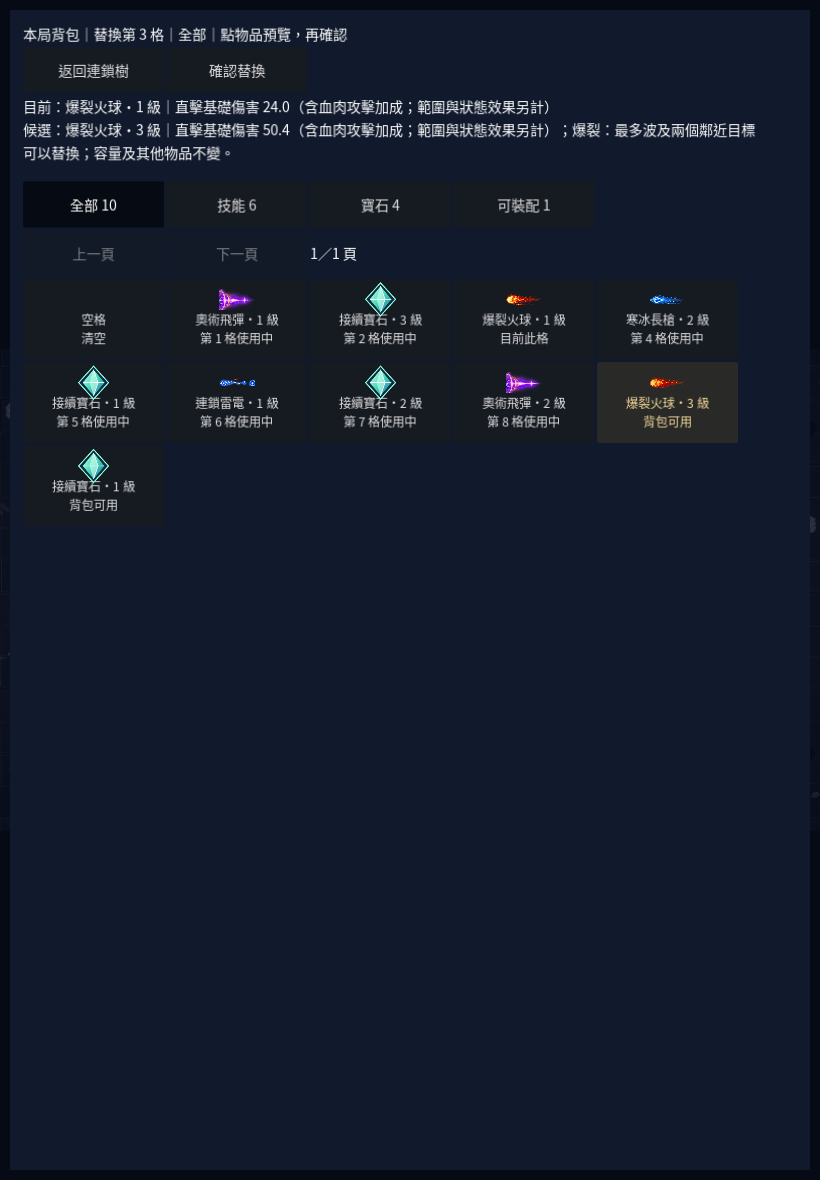 本局背包｜替換第 3 格｜全部｜點物品預覽，再確認
返回連鎖樹 確認替換
目前：爆裂火球・1 級｜直擊基礎傷害 24.0（含血肉攻擊加成；範圍與狀態效果另計）
候選：爆裂火球・3 級｜直擊基礎傷害 50.4（含血肉攻擊加成；範圍與狀態效果另計）；爆裂：最多波及兩個鄰近目標
可以替換；容量及其他物品不變。
全部 10 技能 6 寶石 4 可裝配 1
上一頁 下一頁 1／1 頁
空格 奧術飛彈・1 級 接續寶石・3 級 爆裂火球・1 級 寒冰長槍・2 級
清空 第 1 格使用中 第 2 格使用中 目前此格 第 4 格使用中
接續寶石・1 級 連鎖雷電・1 級 接續寶石・2 級 奧術飛彈・2 級 爆裂火球・3 級
第 5 格使用中 第 6 格使用中 第 7 格使用中 第 8 格使用中 背包可用
接續寶石・1 級
背包可用